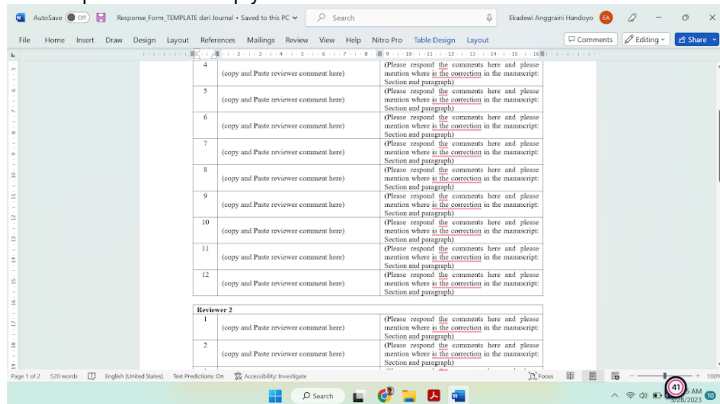 AutoSave Off Response_Form_TEMPLATE dari Journal • Saved to this PC Search Ekadewi Anggraini Handoyo EA
File Home Insert Draw Design Layout References Mailings Review View Help Nitro Pro Table Design Layout Comments Editing Share
4 (copy and Paste reviewer comment here) (Please respond the comments here and please
mention where is the correction in the manuscript:
Section and paragraph)
5 (copy and Paste reviewer comment here) (Please respond the comments here and please
mention where is the correction in the manuscript:
Section and paragraph)
6 (copy and Paste reviewer comment here) (Please respond the comments here and please
mention where is the correction in the manuscript:
Section and paragraph)
7 (copy and Paste reviewer comment here) (Please respond the comments here and please
mention where is the correction in the manuscript:
Section and paragraph)
8 (copy and Paste reviewer comment here) (Please respond the comments here and please
mention where is the correction in the manuscript:
Section and paragraph)
9 (copy and Paste reviewer comment here) (Please respond the comments here and please
mention where is the correction in the manuscript:
Section and paragraph)
10 (copy and Paste reviewer comment here) (Please respond the comments here and please
mention where is the correction in the manuscript:
Section and paragraph)
11 (copy and Paste reviewer comment here) (Please respond the comments here and please
mention where is the correction in the manuscript:
Section and paragraph)
12 (copy and Paste reviewer comment here) (Please respond the comments here and please
mention where is the correction in the manuscript:
Section and paragraph)
Reviewer 2
1 (copy and Paste reviewer comment here) (Please respond the comments here and please
mention where is the correction in the manuscript:
Section and paragraph)
2 (copy and Paste reviewer comment here) (Please respond the comments here and please
mention where is the correction in the manuscript:
Section and paragraph)
Page 1 of 2 520 words English (United States) Text Predictions: On Accessibility: Investigate Focus 100%
Search 41 AM
3/28/2023 10